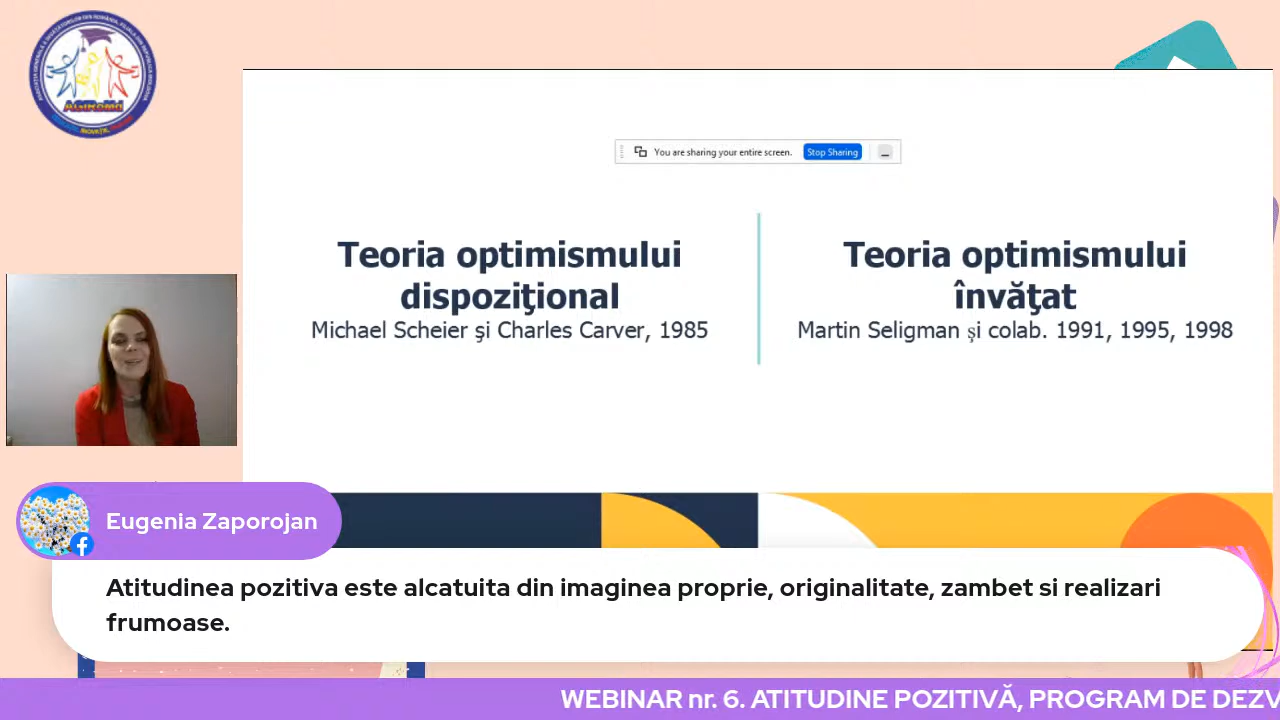 AGIRoMd
You are sharing your entire screen.
Stop Sharing
Teoria optimismului
dispoziţional
Michael Scheier şi Charles Carver, 1985
Teoria optimismului
învăţat
Martin Seligman și colab. 1991, 1995, 1998
Eugenia Zaporojan
Atitudinea pozitiva este alcatuita din imaginea proprie, originalitate, zambet si realizari
frumoase.
WEBINAR nr. 6. ATITUDINE POZITIVĂ, PROGRAM DE DEZV